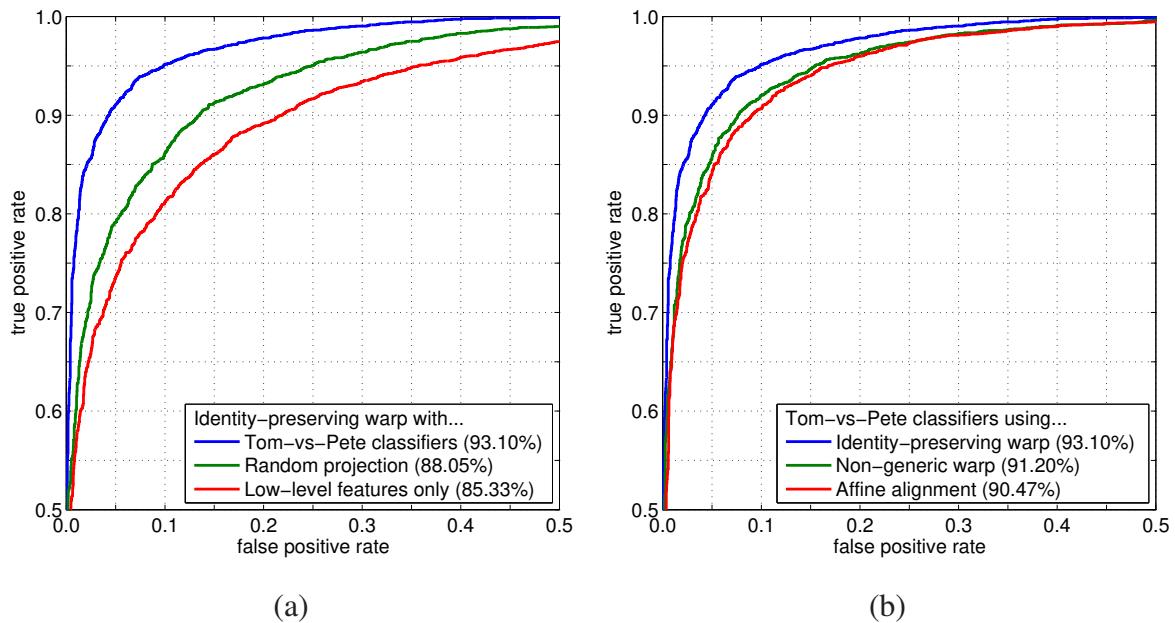 1.0
0.9
0.8
0.7
0.6
0.5
true positive rate
Identity−preserving warp with...
Tom−vs−Pete classifiers (93.10%)
Random projection (88.05%)
Low−level features only (85.33%)
0.0 0.1 0.2 0.3 0.4 0.5
false positive rate
(a)
1.0
0.9
0.8
0.7
0.6
0.5
true positive rate
Tom−vs−Pete classifiers using...
Identity−preserving warp (93.10%)
Non−generic warp (91.20%)
Affine alignment (90.47%)
0.0 0.1 0.2 0.3 0.4 0.5
false positive rate
(b)